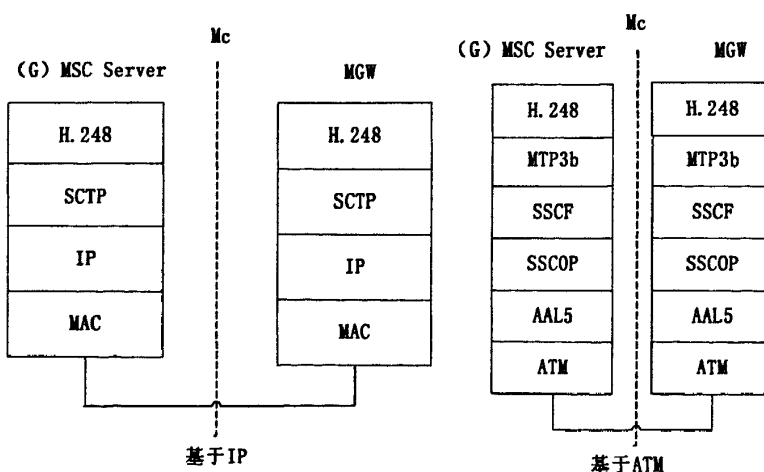 Mc
(G) MSC Server
MGW
H.248
SCTP
IP
MAC
H.248
SCTP
IP
MAC
基于IP
Mc
(G) MSC Server
MGW
H.248
MTP3b
SSCF
SSCOP
AAL5
ATM
H.248
MTP3b
SSCF
SSCOP
AAL5
ATM
基于ATM